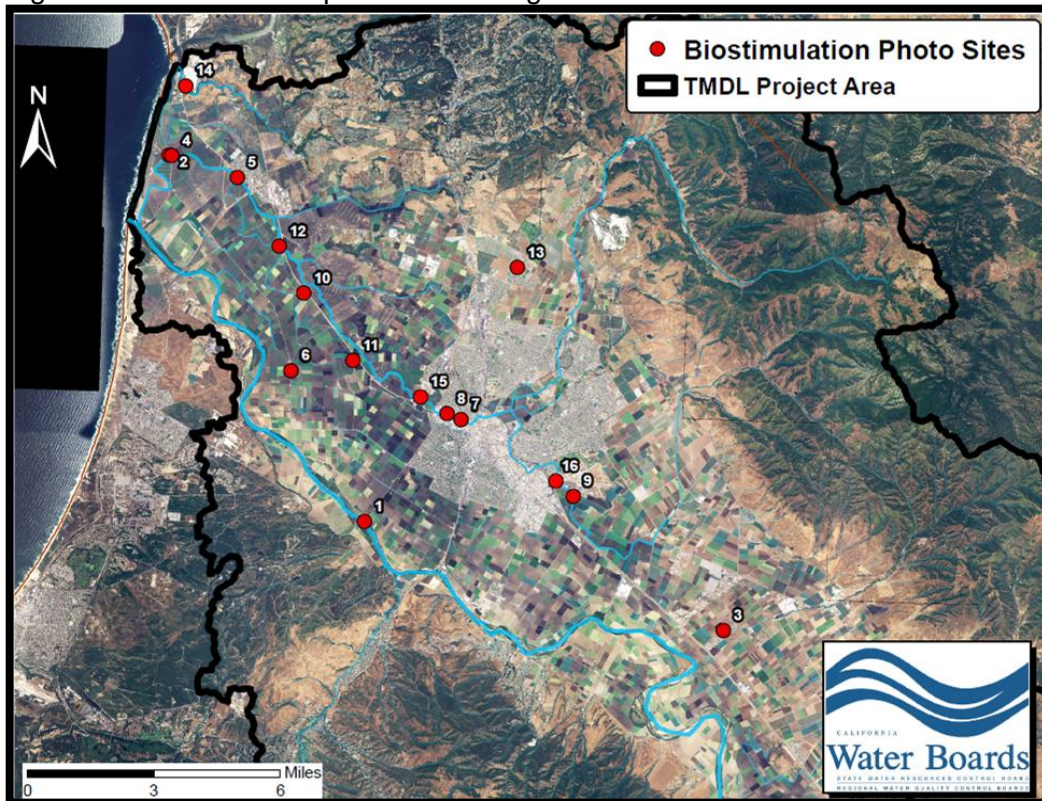 Biostimulation Photo Sites
TMDL Project Area
N
14
4
2
5
12
13
10
6
11
15
8
7
16
9
1
3
Miles
0
3
6
CALIFORNIA
Water Boards
STATE WATER RESOURCES CONTROL BOARD
REGIONAL WATER QUALITY CONTROL BOARDS